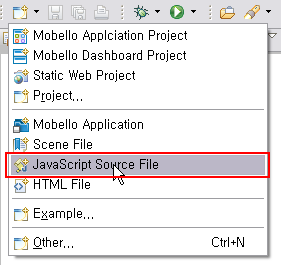 Mobello Applciation Project
Mobello Dashboard Project
Static Web Project
Project...
Mobello Application
Scene File
JavaScript Source File
HTML File
Example...
Other... Ctrl+N